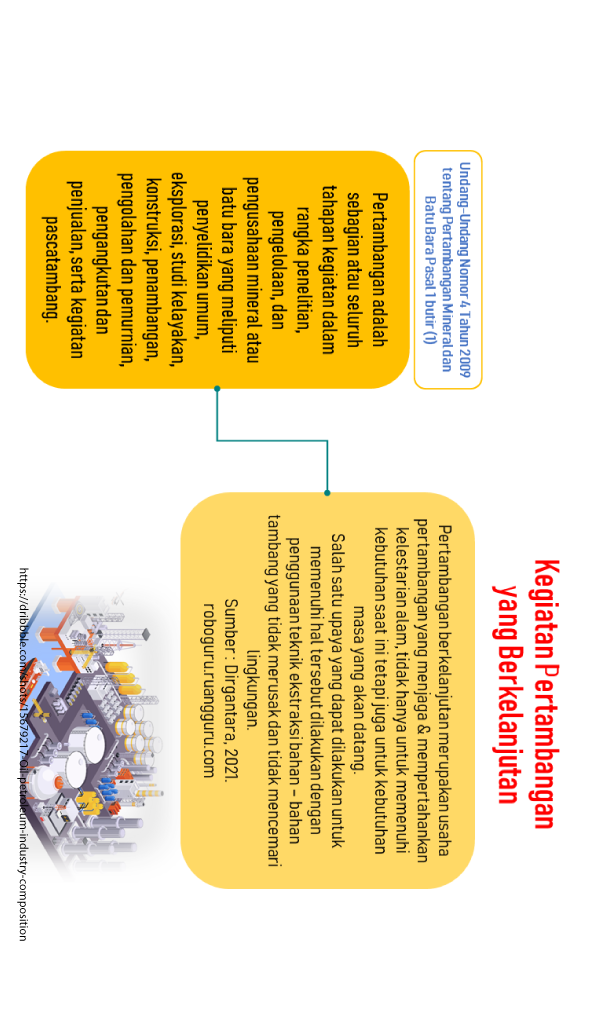 Kegiatan Pertambangan
yang Berkelanjutan
Undang-Undang Nomor 4 Tahun 2009
tentang Pertambangan Mineral dan
Batu Bara Pasal 1 butir (1)
Pertambangan adalah
sebagian atau seluruh
tahapan kegiatan dalam
rangka penelitian,
pengelolaan, dan
pengusahaan mineral atau
batu bara yang meliputi
penyelidikan umum,
eksplorasi, studi kelayakan,
konstruksi, penambangan,
pengolahan dan pemurnian,
pengangkutan dan
penjualan, serta kegiatan
pascatambang.
Pertambangan berkelanjutan merupakan usaha
pertambangan yang menjaga & mempertahankan
kelestarian alam, tidak hanya untuk memenuhi
kebutuhan saat ini tetapi juga untuk kebutuhan
masa yang akan datang.
Salah satu upaya yang dapat dilakukan untuk
memenuhi hal tersebut dilakukan dengan
penggunaan teknik ekstraksi bahan – bahan
tambang yang tidak merusak dan tidak mencemari
lingkungan.
Sumber : Dirgantara, 2021.
roboguru.ruangguru.com
https://dribbble.com/shots/15679217-Oil-petroleum-industry-composition